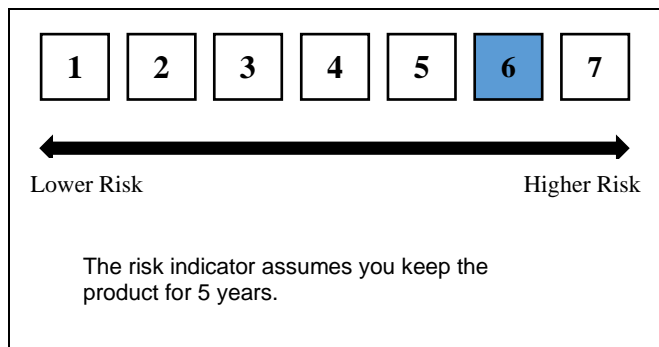 1 2 3 4 5 6 7
Lower Risk Higher Risk
The risk indicator assumes you keep the
product for 5 years.